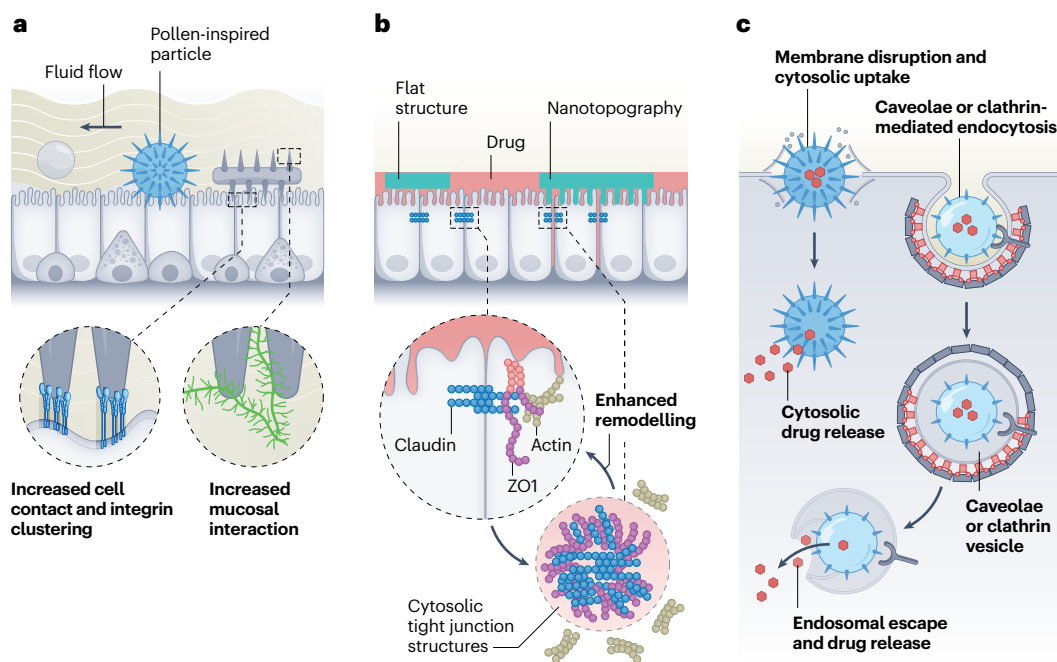 a
Pollen-inspired
particle
Fluid flow
Increased cell
contact and integrin
clustering
Increased
mucosal
interaction
b
Flat
structure
Nanotopography
Drug
Claudin
Actin
ZO1
Enhanced
remodelling
Cytosolic
tight junction
structures
c
Membrane disruption and
cytosolic uptake
Caveolae or clathrin-
mediated endocytosis
Cytosolic
drug release
Caveolae
or clathrin
vesicle
Endosomal escape
and drug release